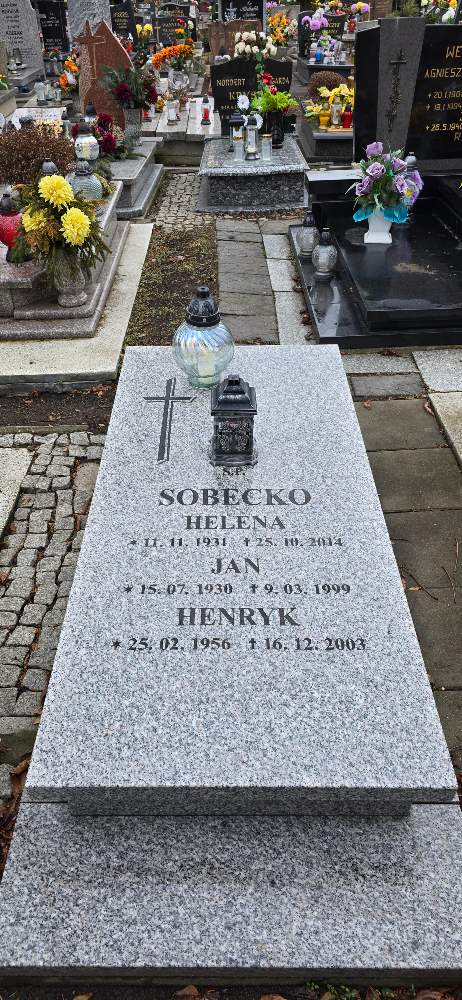 NORBERT
Ś.P.
SOBECKO
HELENA
* 11. 11. 1931 † 25. 10. 2014
JAN
* 15. 07. 1930 † 9. 03. 1999
HENRYK
* 25. 02. 1956 † 16. 12. 2003